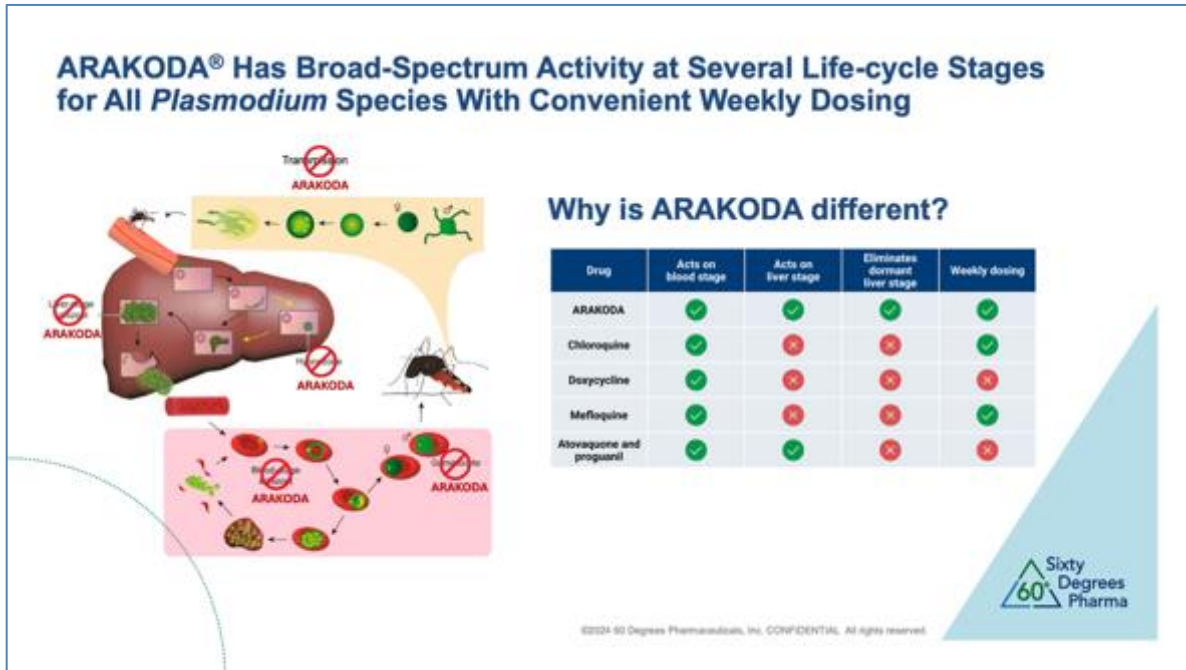 ARAKODA® Has Broad-Spectrum Activity at Several Life-cycle Stages
for All Plasmodium Species With Convenient Weekly Dosing
ARAKODA
ARAKODA
ARAKODA
ARAKODA
ARAKODA
Why is ARAKODA different?
Drug Acts on blood stage Acts on liver stage Eliminates dormant liver stage Weekly dosing
ARAKODA
Chloroquine
Doxycycline
Mefloquine
Atovaquone and
proguanil
60°
Sixty
Degrees
Pharma
©2024 60 Degrees Pharmaceuticals, Inc. CONFIDENTIAL. All rights reserved.